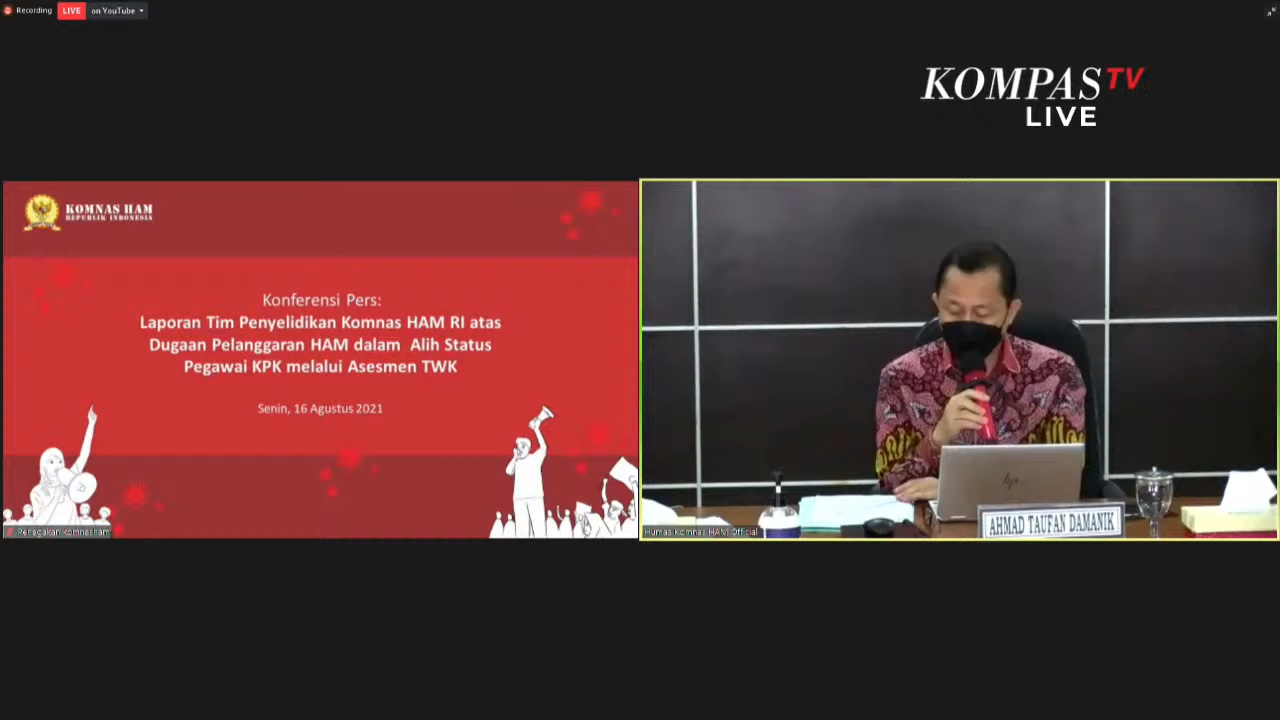 Recording
LIVE
on YouTube
KOMPAS TV
LIVE
KOMNAS HAM
REPUBLIK INDONESIA
Konferensi Pers:
Laporan Tim Penyelidikan Komnas HAM RI atas
Dugaan Pelanggaran HAM dalam Alih Status
Pegawai KPK melalui Asesmen TWK
Senin, 16 Agustus 2021
Penegakan Komnasham
Humas Komnas HAM Official
hp
AHMAD TAUFAN DAMANIK